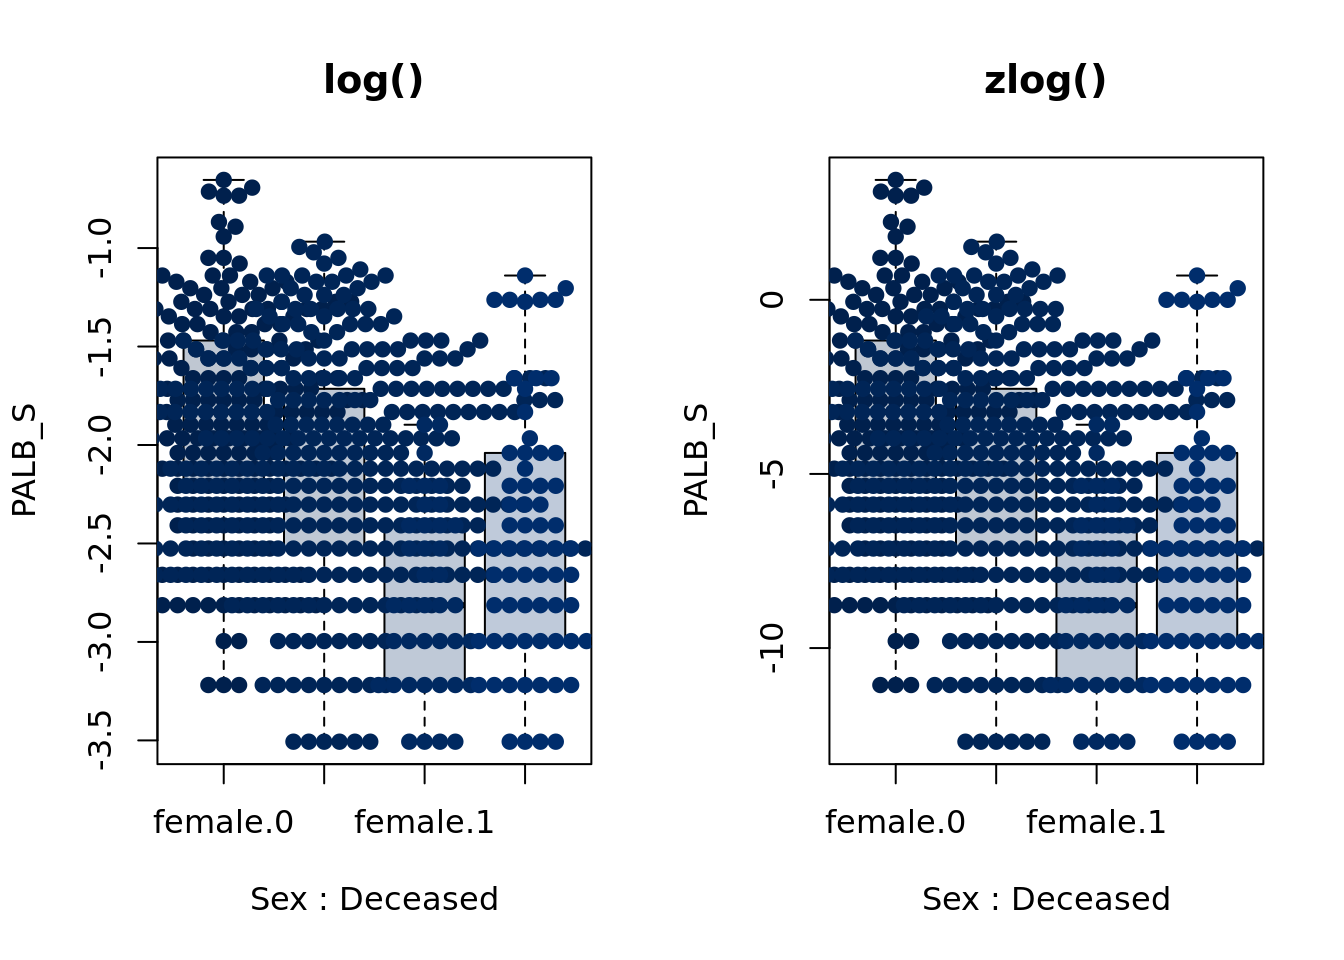 log()
PALB_S
-1.0
-1.5
-2.0
-2.5
-3.0
-3.5
female.0 female.1
Sex : Deceased
zlog()
PALB_S
0
-5
-10
female.0 female.1
Sex : Deceased